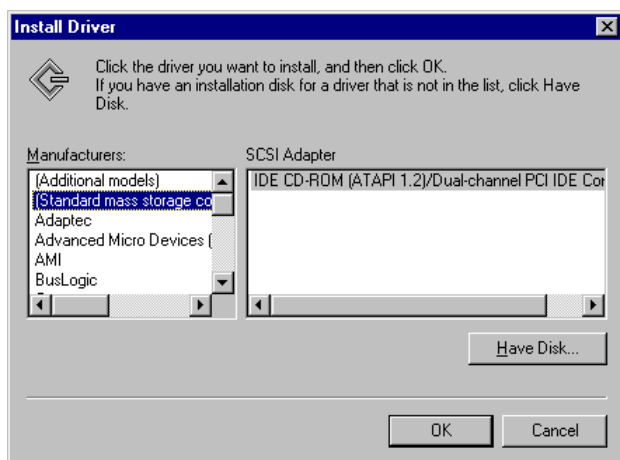 Install Driver
Click the driver you want to install, and then click OK.
If you have an installation disk for a driver that is not in the list, click Have
Disk.
Manufacturers:
(Additional models)
(Standard mass storage co
Adaptec
Advanced Micro Devices (
AMI
BusLogic
SCSI Adapter
IDE CD-ROM (ATAPI 1.2)/Dual-channel PCI IDE Con
Have Disk...
OK
Cancel